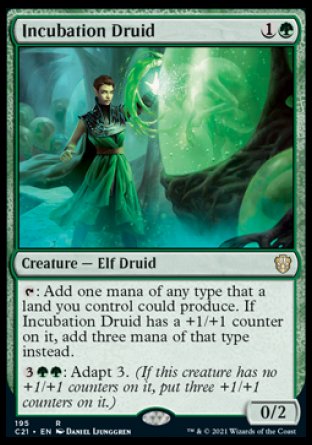 Incubation Druid 1
Creature — Elf Druid
: Add one mana of any type that a
land you control could produce. If
Incubation Druid has a +1/+1 counter
on it, add three mana of that type
instead.
3: Adapt 3. (If this creature has no
+1/+1 counters on it, put three +1/+1
counters on it.)
0/2
195 R
C21 • EN DANIEL LJUNGGREN
™ & © 2021 Wizards of the Coast